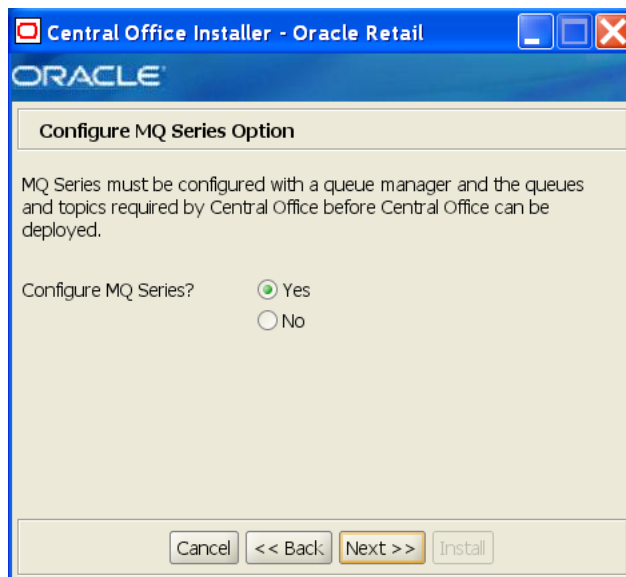 Central Office Installer - Oracle Retail
ORACLE
Configure MQ Series Option
MQ Series must be configured with a queue manager and the queues
and topics required by Central Office before Central Office can be
deployed.
Configure MQ Series?
Yes
No
Cancel
<< Back
Next >>
Install